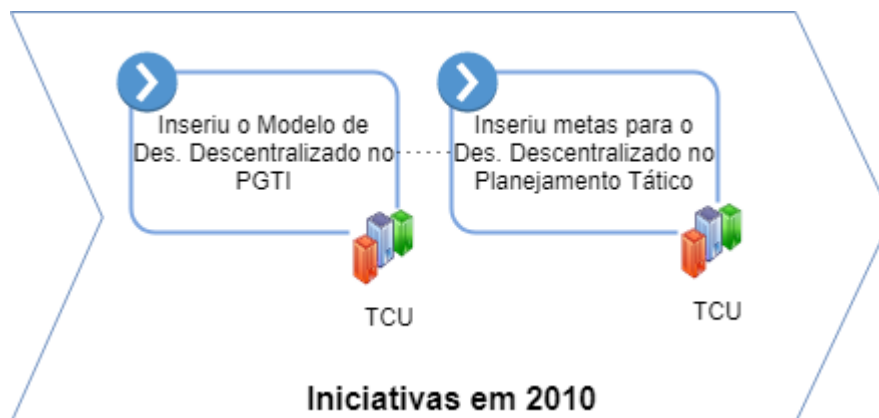 Inseriu o Modelo de
Des. Descentralizado no
PGTI
TCU
Inseriu metas para o
Des. Descentralizado no
Planejamento Tático
TCU
Iniciativas em 2010